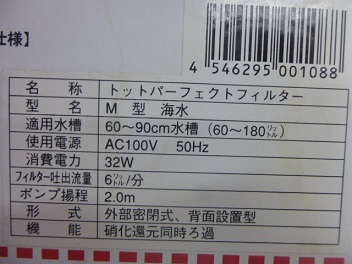 仕様】
4 546295 001088
名称 トットパーフェクトフィルター
型名 M 型 海水
適用水槽 60〜90cm水槽(60〜180㍑)
使用電源 AC100V 50Hz
消費電力 32W
フィルター吐出流量 6㍑/分
ポンプ揚程 2.0m
形式 外部密閉式、背面設置型
機能 硝化還元同時ろ過